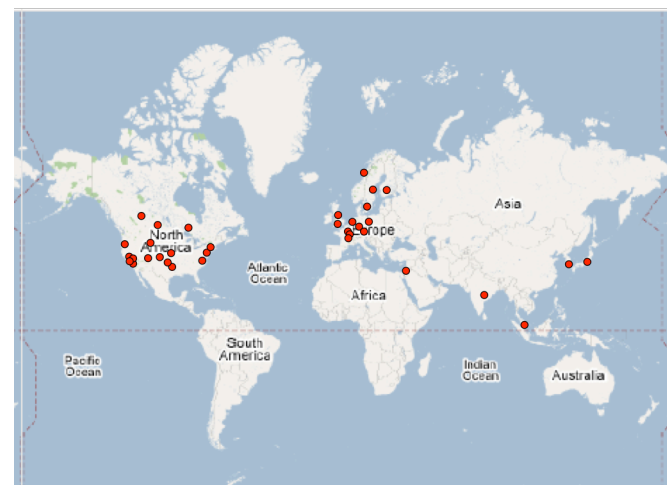 North
America
Europe
Asia
Atlantic
Ocean
Africa
South
America
Pacific
Ocean
Indian
Ocean
Australia